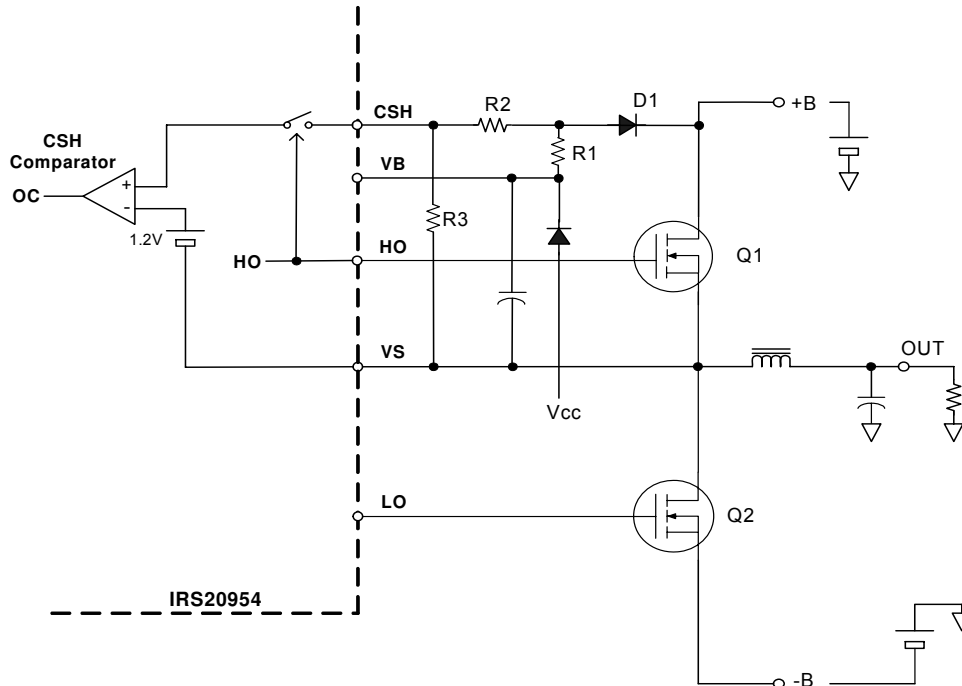 CSH
R2
D1
+B
CSH
Comparator
R1
VB
OC
+
-
R3
1.2V
HO
HO
Q1
VS
OUT
Vcc
LO
Q2
IRS20954
-B